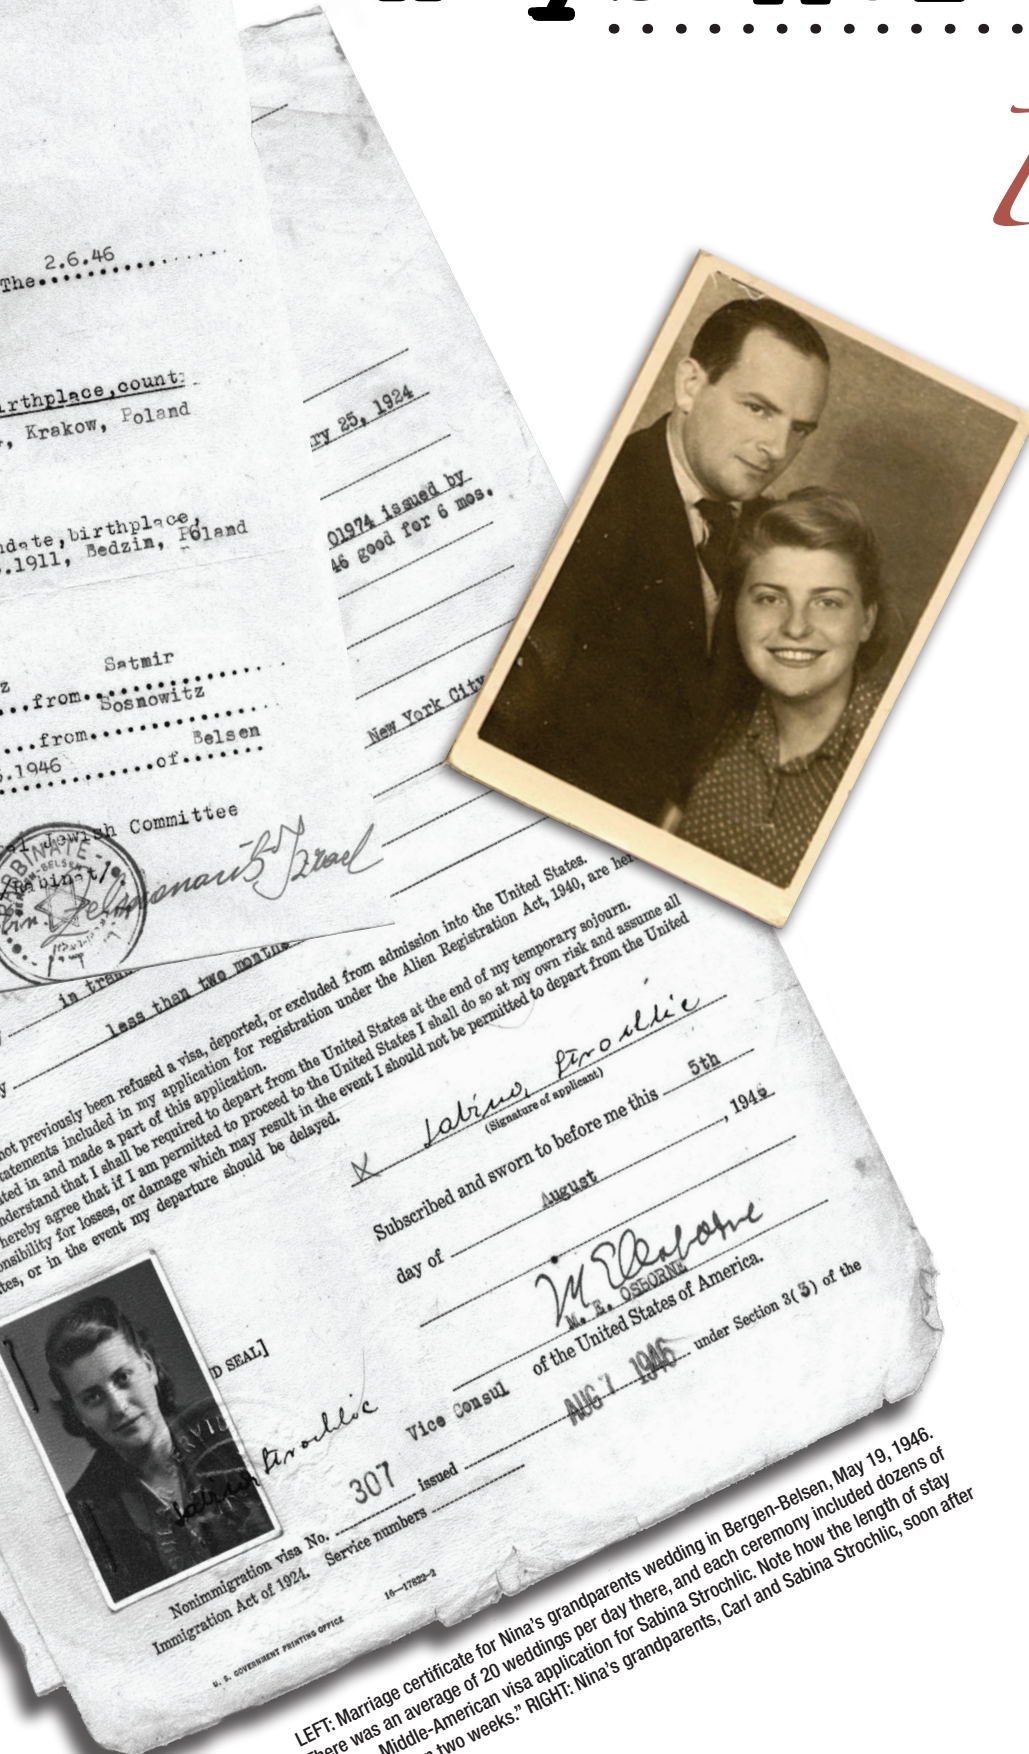 The 2.6.46
birthplace, count
, Krakow, Poland
ndate, birthplace,
.1911, Bedzin, Poland
z from Satmir
from Sosnowitz
.1946 of Belsen
Jewish Committee
RABBINATE
BELSEN
/Rabinat/
ry 25, 1924
01974 issued by
46 good for 6 mos.
New York City
in tran
less than two months
not previously been refused a visa, deported, or excluded from admission into the United States.
tatements included in my application for registration under the Alien Registration Act, 1940, are her
ated in and made a part of this application.
nderstand that I shall be required to depart from the United States at the end of my temporary sojourn.
hereby agree that if I am permitted to proceed to the United States I shall do so at my own risk and assume all
onsibility for losses, or damage which may result in the event I should not be permitted to depart from the United
tes, or in the event my departure should be delayed.
X Sabina Strochlic
(Signature of applicant)
Subscribed and sworn to before me this 5th
day of August, 1946
M E Osborne
M. E. OSBORNE
Vice Consul of the United States of America.
D SEAL]
Sabina Strochlic
Nonimmigration visa No. 307 issued AUG 7 1946 under Section 3(3) of the
Immigration Act of 1924. Service numbers
U. S. GOVERNMENT PRINTING OFFICE 16—17822-2
LEFT: Marriage certificate for Nina's grandparents wedding in Bergen-Belsen, May 19, 1946.
There was an average of 20 weddings per day there, and each ceremony included dozens of
Middle-American visa application for Sabina Strochlic. Note how the length of stay
n two weeks." RIGHT: Nina's grandparents, Carl and Sabina Strochlic, soon after